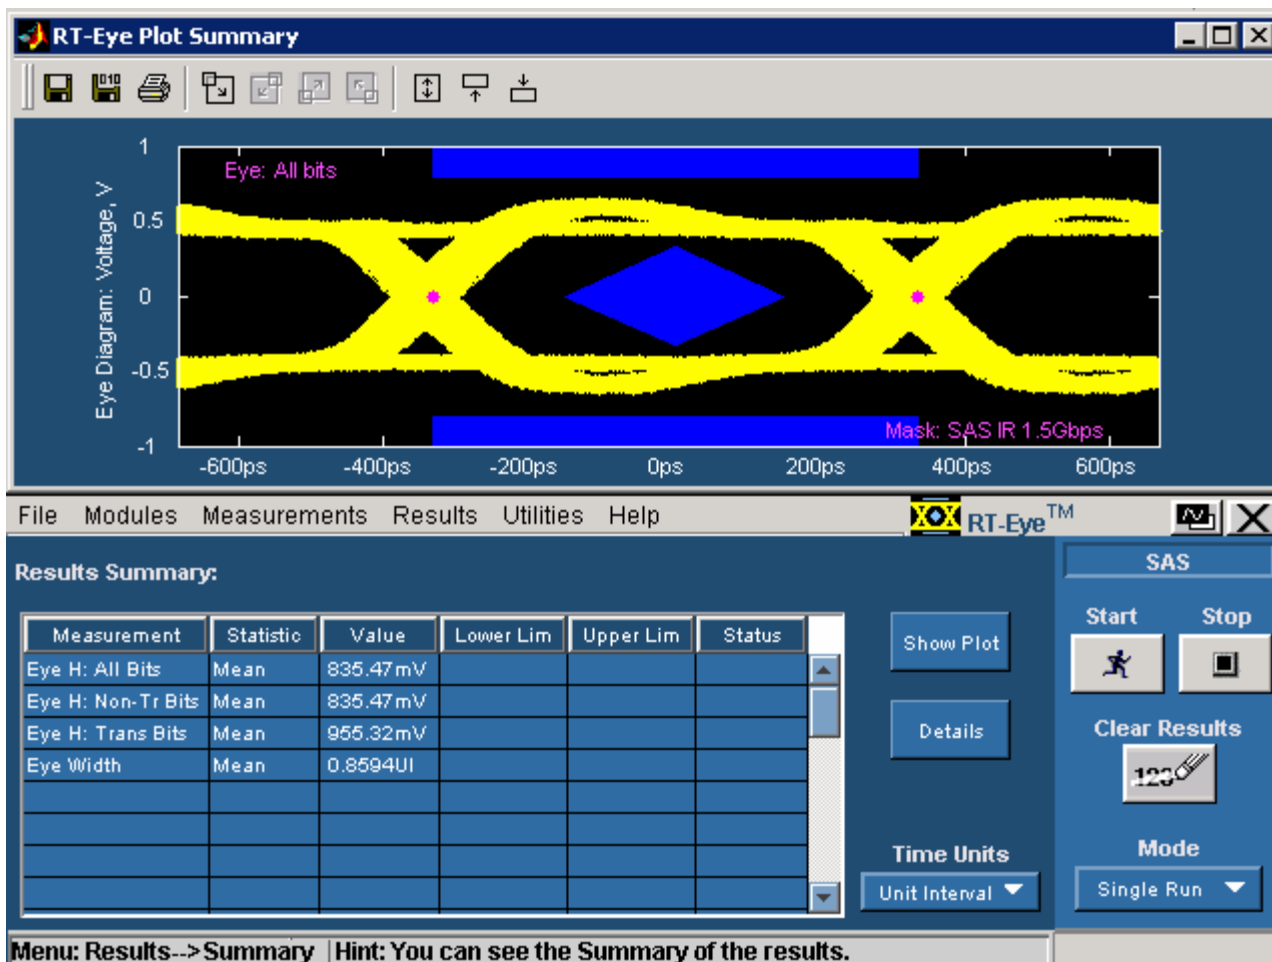 RT-Eye Plot Summary
Eye: All bits
Eye Diagram: Voltage, V
1
0.5
0
-0.5
-1
Mask: SAS IR 1.5Gbps
-600ps -400ps -200ps 0ps 200ps 400ps 600ps
File Modules Measurements Results Utilities Help
RT-Eye™
Results Summary:
Measurement Statistic Value Lower Lim Upper Lim Status
Eye H: All Bits Mean 835.47mV
Eye H: Non-Tr Bits Mean 835.47mV
Eye H: Trans Bits Mean 955.32mV
Eye Width Mean 0.8594UI
Show Plot
Details
Time Units
Unit Interval
SAS
Start Stop
Clear Results
123
Mode
Single Run
Menu: Results-->Summary Hint: You can see the Summary of the results.